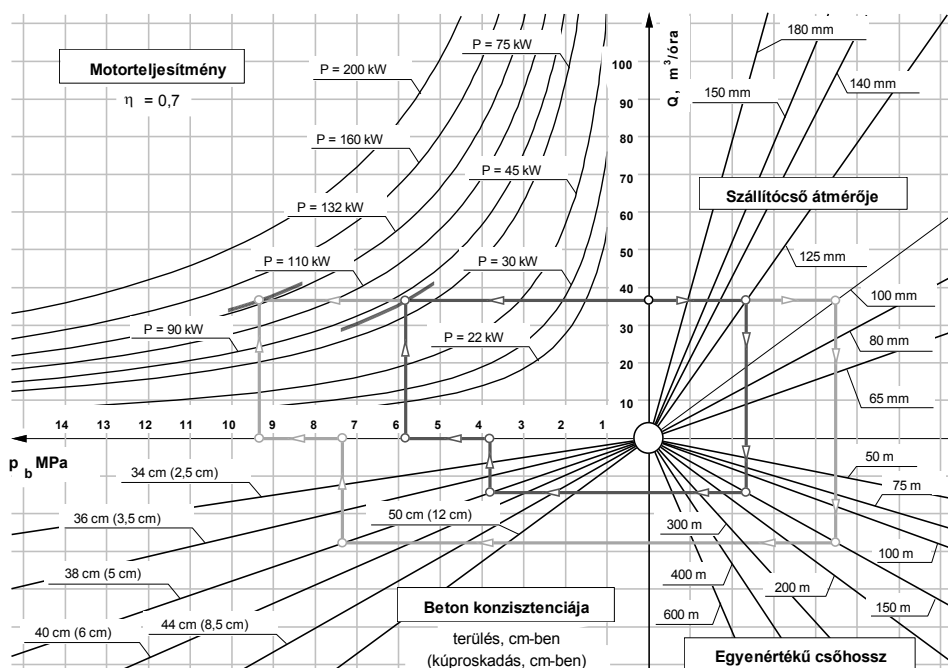 Motorteljesítmény
η = 0,7
P = 200 kW
P = 75 kW
P = 160 kW
P = 45 kW
P = 132 kW
P = 110 kW
P = 30 kW
P = 90 kW
P = 22 kW
Q, m³/óra
100
90
80
70
60
50
40
30
20
10
180 mm
150 mm
140 mm
Szállítócső átmérője
125 mm
100 mm
80 mm
65 mm
14 13 12 11 10 9 8 7 6 5 4 3 2 1
p b MPa
34 cm (2,5 cm)
36 cm (3,5 cm)
38 cm (5 cm)
40 cm (6 cm)
44 cm (8,5 cm)
50 cm (12 cm)
Beton konzisztenciája
terülés, cm-ben
(kúproskadás, cm-ben)
50 m
75 m
100 m
150 m
200 m
300 m
400 m
600 m
Egyenértékű csőhossz